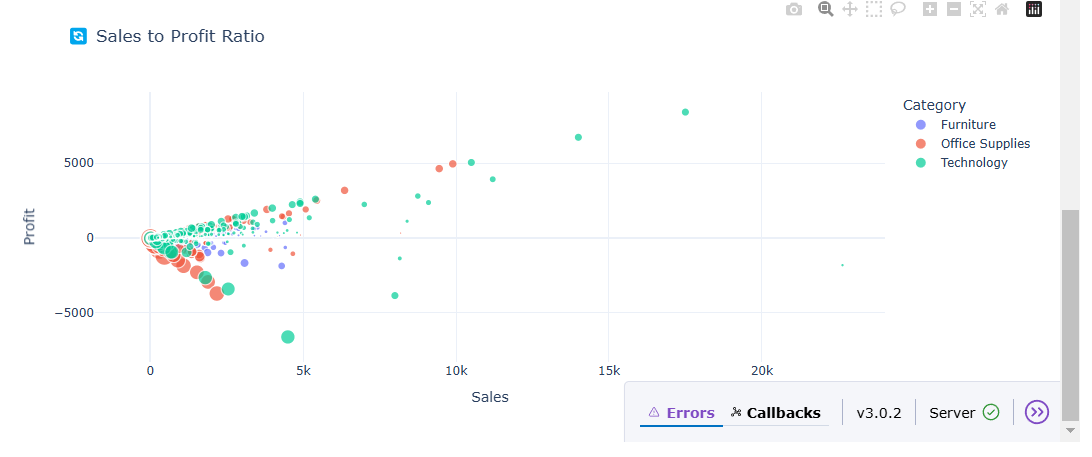 Sales to Profit Ratio
Category
Furniture
Office Supplies
Technology
Profit
5000
0
−5000
0
5k
10k
15k
20k
Sales
Errors
Callbacks
v3.0.2
Server